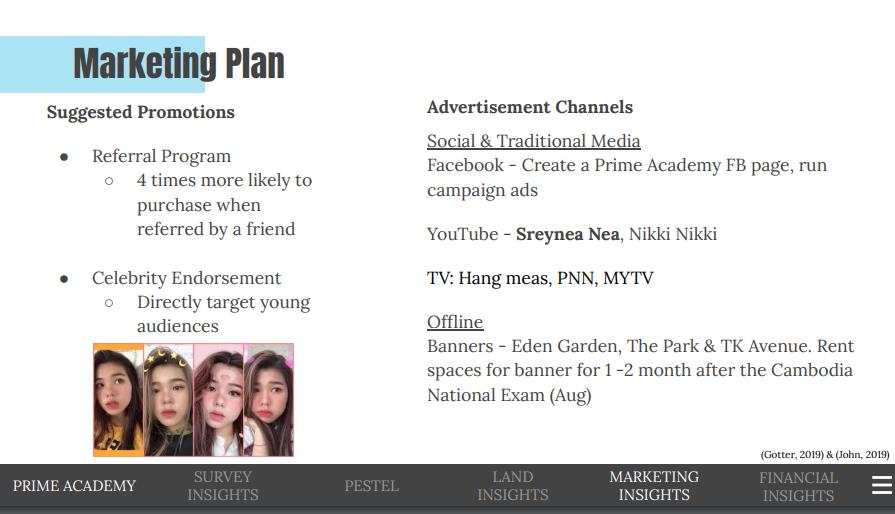 Marketing Plan
Suggested Promotions
● Referral Program
○ 4 times more likely to
purchase when
referred by a friend
● Celebrity Endorsement
○ Directly target young
audiences
Advertisement Channels
Social & Traditional Media
Facebook - Create a Prime Academy FB page, run
campaign ads
YouTube - Sreynea Nea, Nikki Nikki
TV: Hang meas, PNN, MYTV
Offline
Banners - Eden Garden, The Park & TK Avenue. Rent
spaces for banner for 1 -2 month after the Cambodia
National Exam (Aug)
(Gotter, 2019) & (John, 2019)
PRIME ACADEMY
SURVEY
INSIGHTS
PESTEL
LAND
INSIGHTS
MARKETING
INSIGHTS
FINANCIAL
INSIGHTS